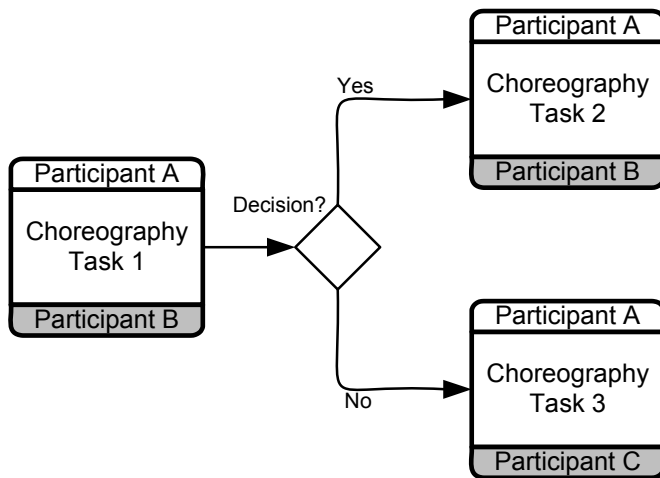 Participant A
Choreography
Task 1
Participant B
Decision?
Yes
Participant A
Choreography
Task 2
Participant B
No
Participant A
Choreography
Task 3
Participant C